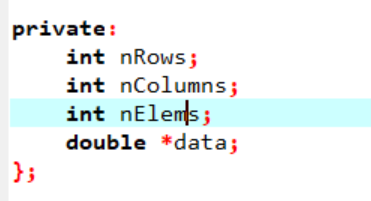 private:
int nRows;
int nColumns;
int nElems;
double *data;
};